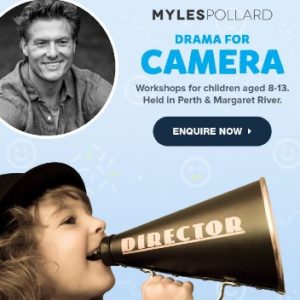 MYLESPOLLARD
DRAMA FOR
CAMERA
Workshops for children aged 8-13.
Held in Perth & Margaret River.
ENQUIRE NOW
DIRECTOR